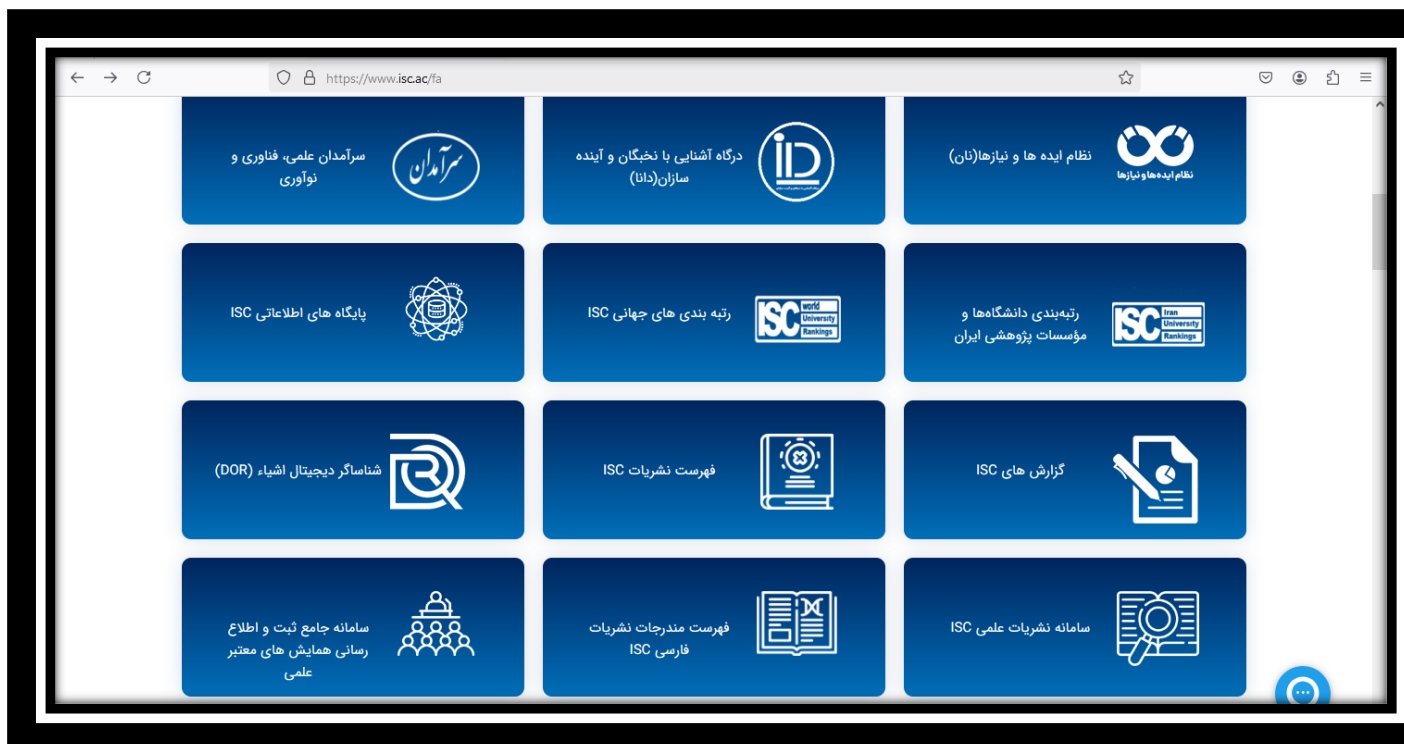 https://www.isc.ac/fa
نظام ایده ها و نیازها(نان)
نظام ایده‌ها و نیازها
درگاه آشنایی با نخبگان و آینده
سازان(دانا)
سرآمدان علمی، فناوری و
نوآوری
سرآمدان
رتبه‌بندی دانشگاه‌ها و
مؤسسات پژوهشی ایران
ISC Iran
University
Rankings
رتبه بندی های جهانی ISC
ISC world
University
Rankings
پایگاه های اطلاعاتی ISC
گزارش های ISC
فهرست نشریات ISC
شناساگر دیجیتال اشیاء (DOR)
سامانه نشریات علمی ISC
فهرست مندرجات نشریات
فارسی ISC
سامانه جامع ثبت و اطلاع
رسانی همایش های معتبر
علمی